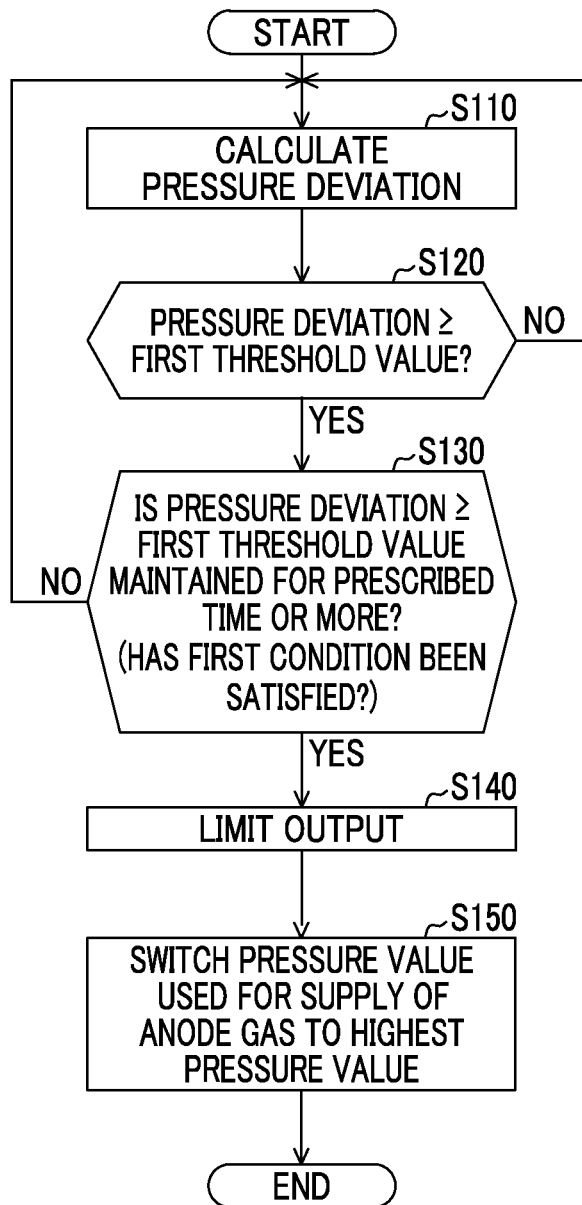 START
S110
CALCULATE
PRESSURE DEVIATION
S120
PRESSURE DEVIATION ≥
FIRST THRESHOLD VALUE?
NO
YES
S130
IS PRESSURE DEVIATION ≥
FIRST THRESHOLD VALUE
MAINTAINED FOR PRESCRIBED
TIME OR MORE?
(HAS FIRST CONDITION BEEN
SATISFIED?)
NO
YES
S140
LIMIT OUTPUT
S150
SWITCH PRESSURE VALUE
USED FOR SUPPLY OF
ANODE GAS TO HIGHEST
PRESSURE VALUE
END